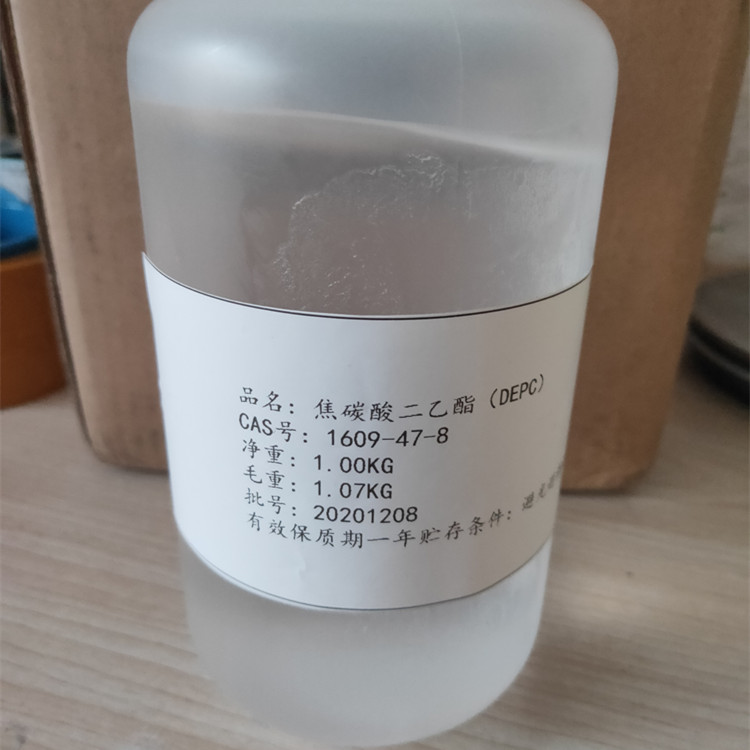 品名：焦碳酸二乙酯（DEPC）
CAS号：1609-47-8
净重：1.00KG
毛重：1.07KG
批号：20201208
有效保质期一年贮存条件：避光